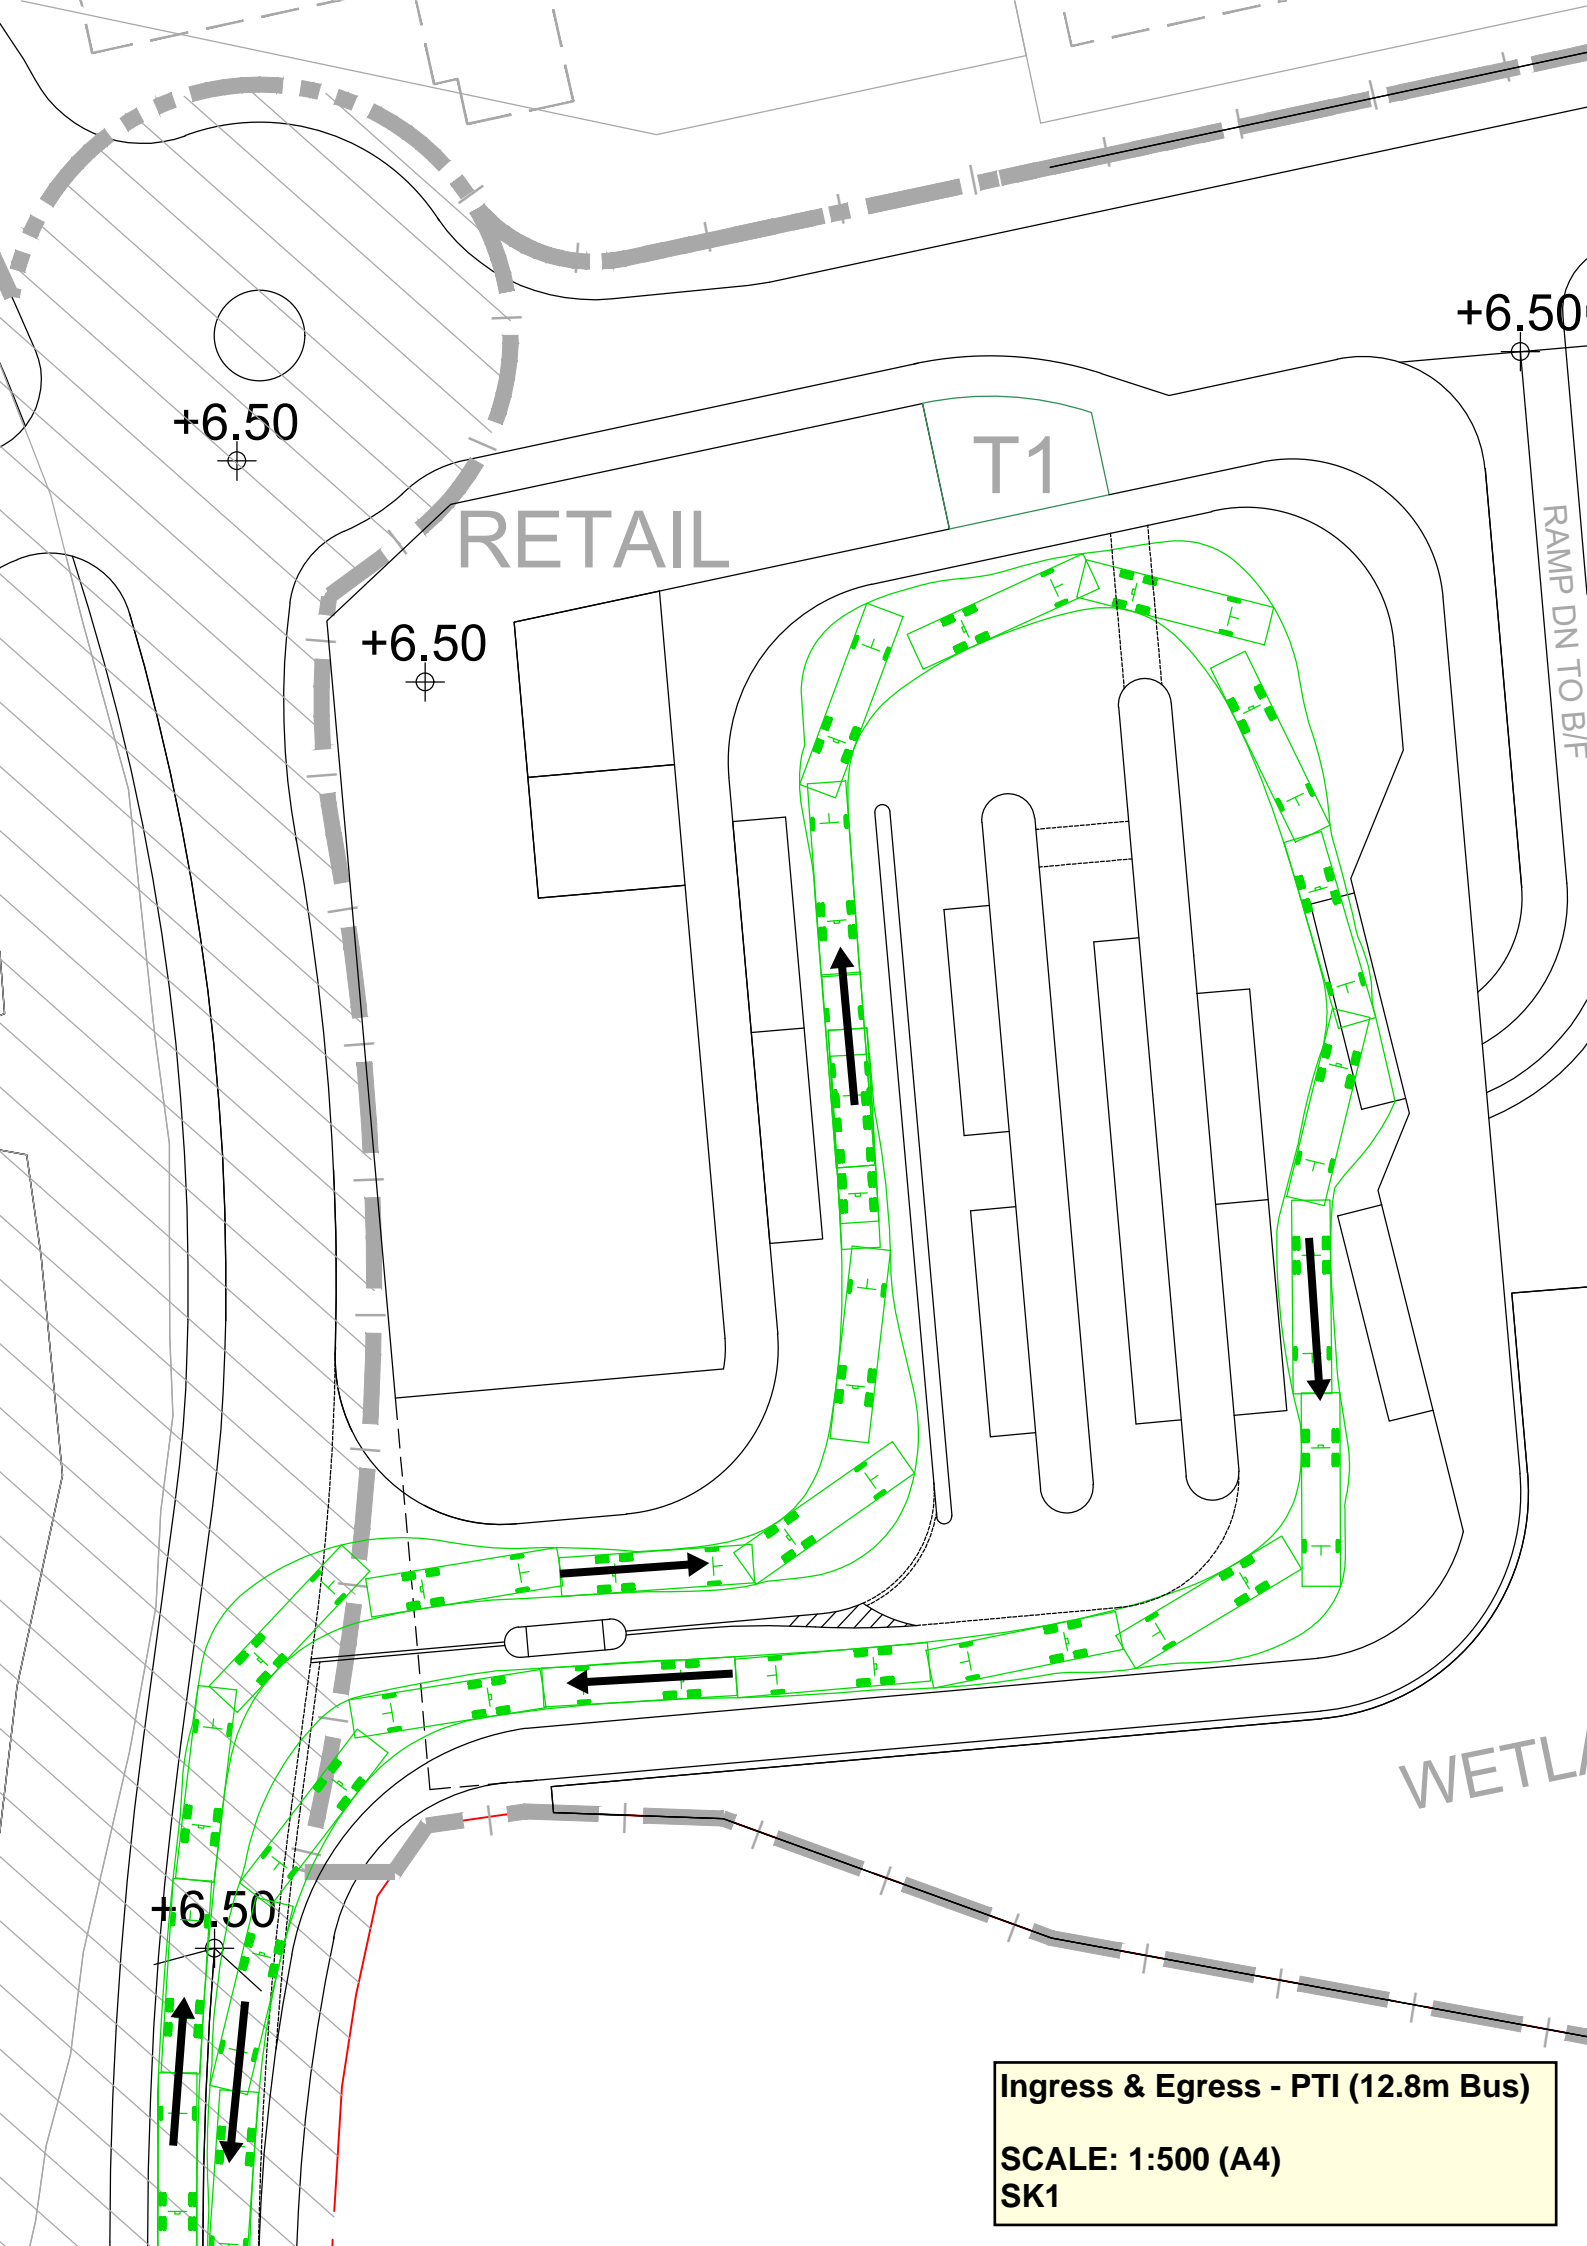 +6.50
+6.50
T1
RETAIL
RAMP DN TO B/F
+6.50
+6.50
Ingress & Egress - PTI (12.8m Bus)
SCALE: 1:500 (A4)
SK1